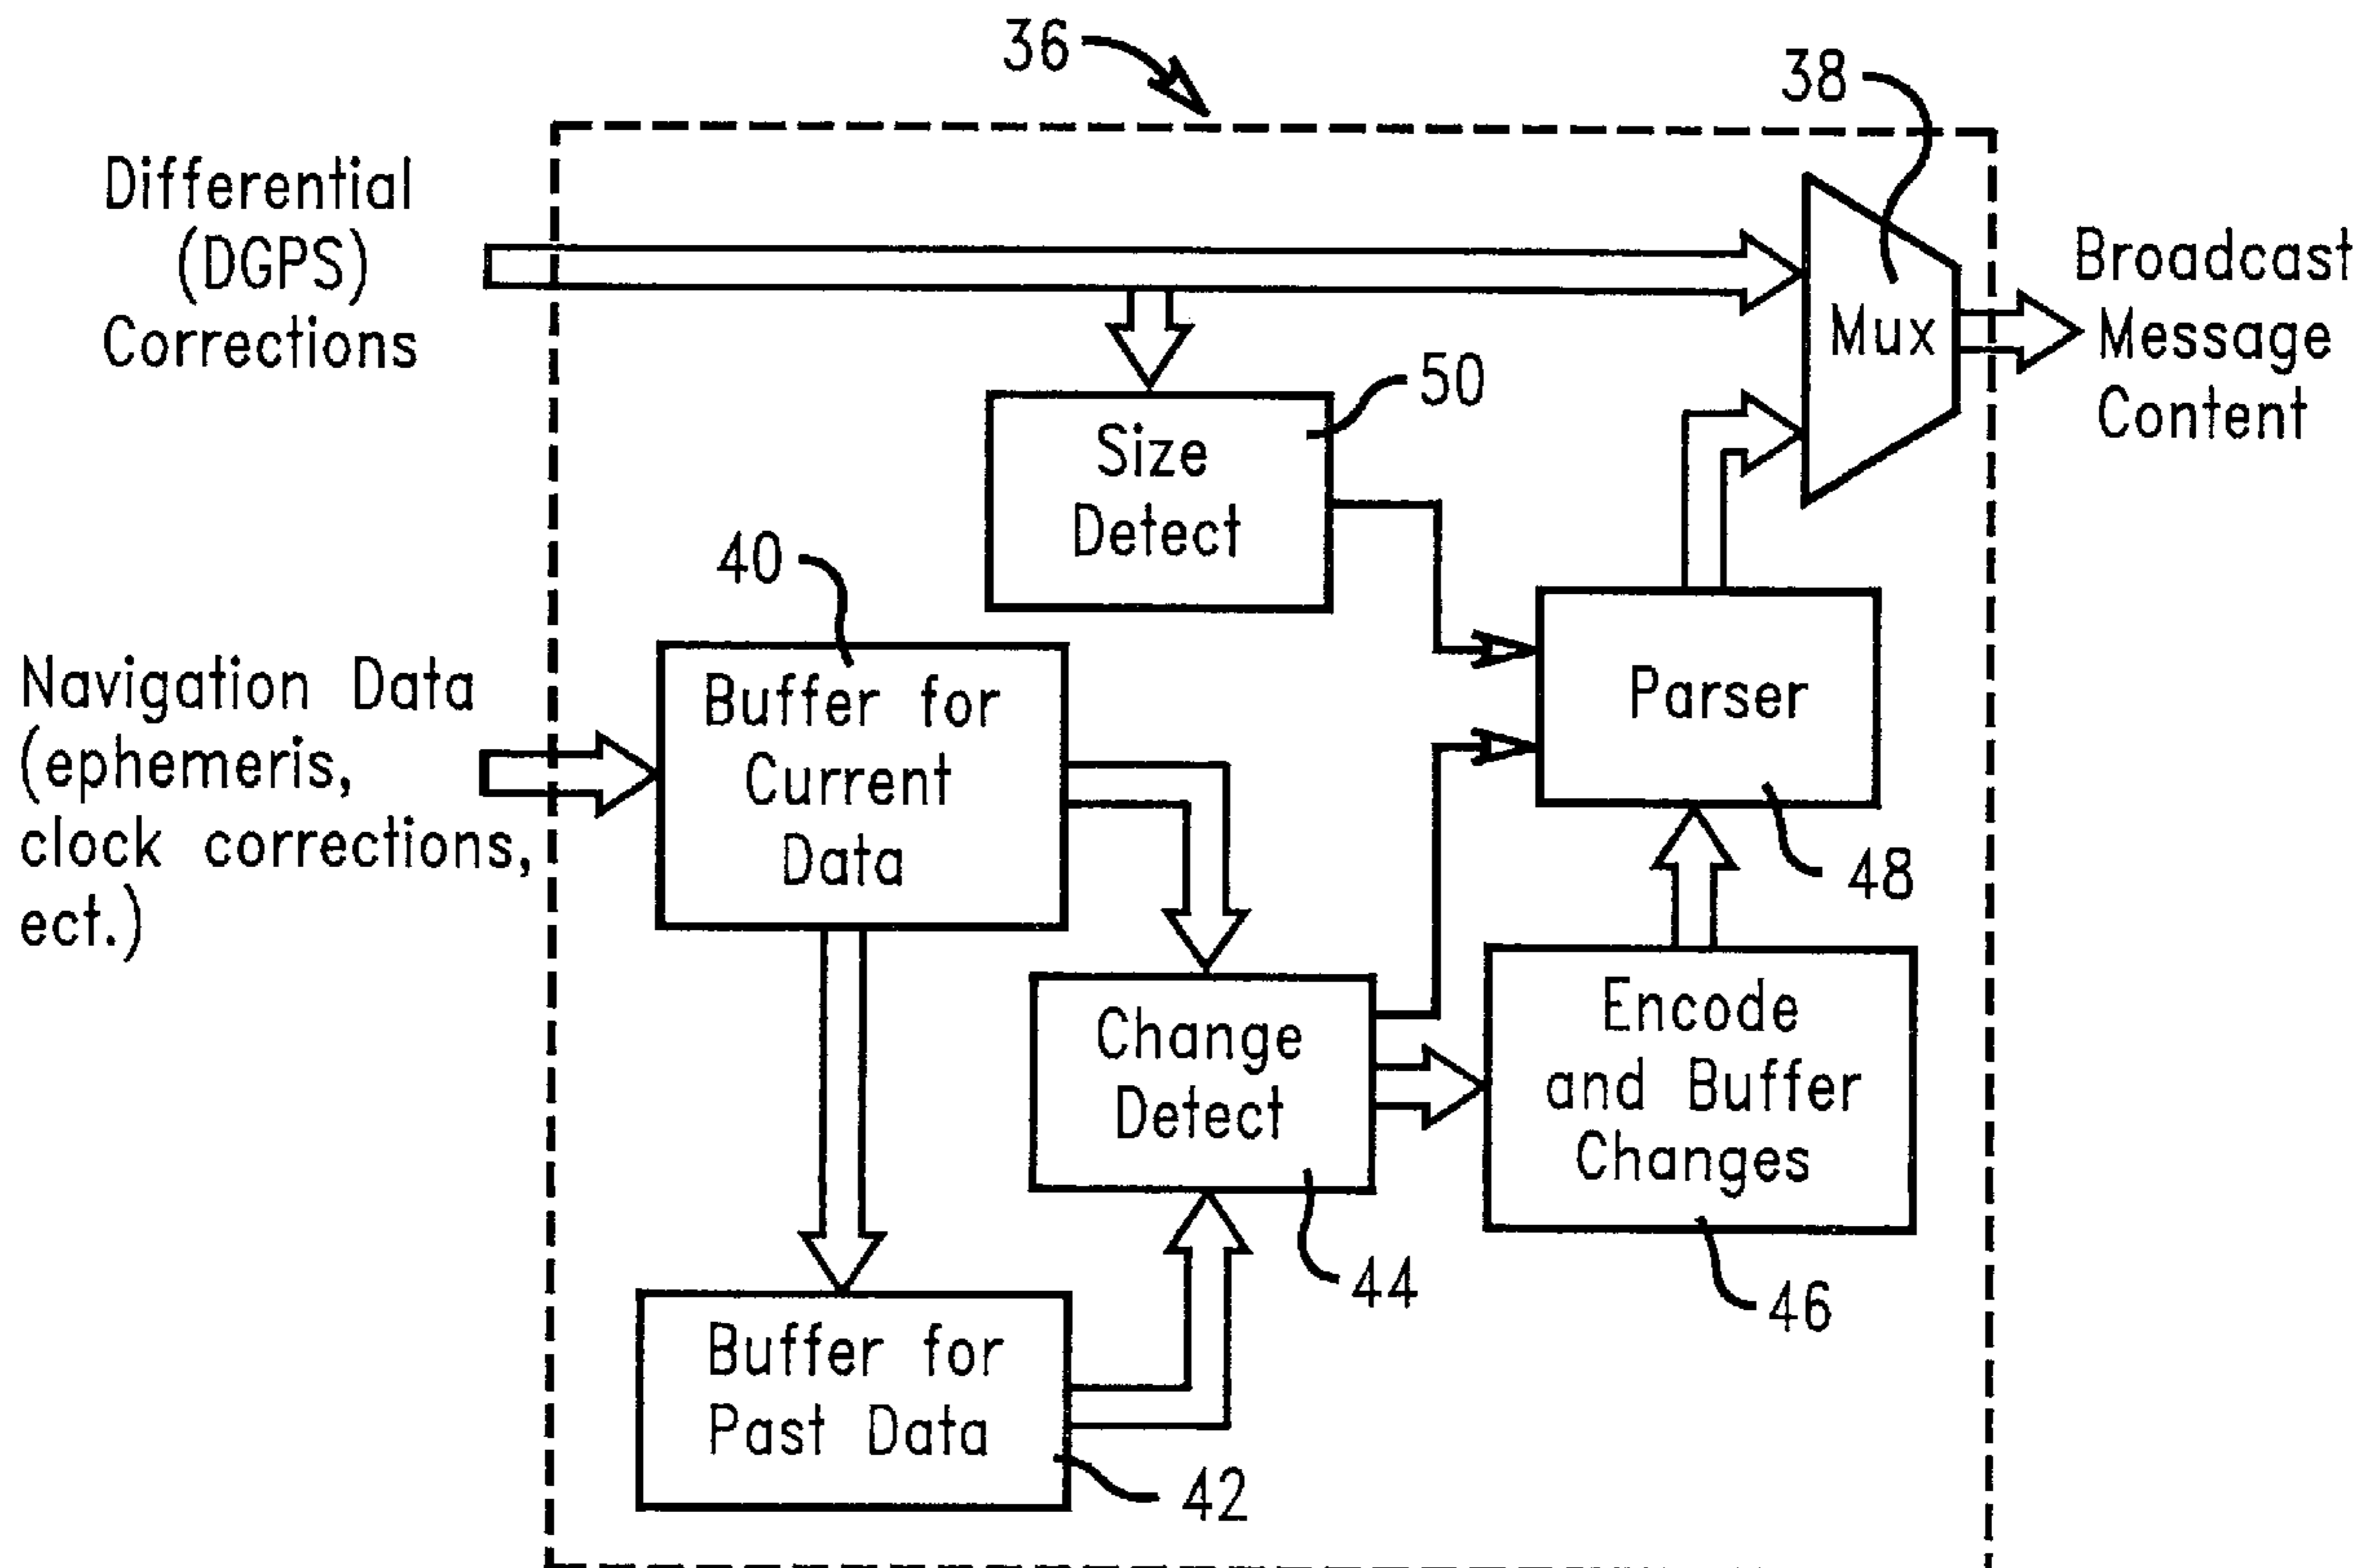 36
38
Differential
(DGPS)
Corrections
Broadcast
Message
Content
Mux
50
Size
Detect
40
Navigation Data
(ephemeris,
clock corrections,
ect.)
Buffer for
Current
Data
Parser
48
Change
Detect
44
Encode
and Buffer
Changes
46
Buffer for
Past Data
42